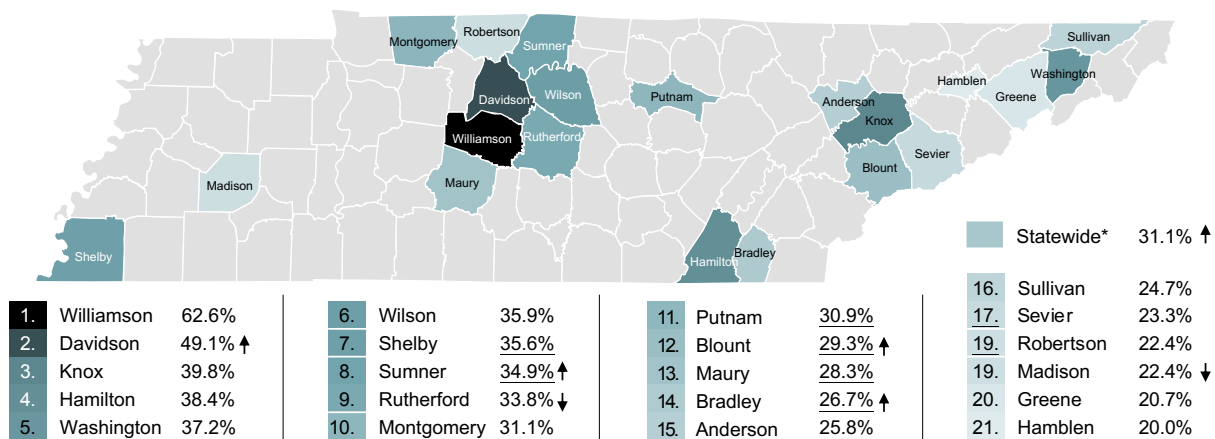 Montgomery
Robertson
Sumner
Sullivan
Hamblen
Washington
Davidson
Wilson
Putnam
Anderson
Greene
Knox
Williamson
Rutherford
Blount
Sevier
Madison
Maury
Shelby
Hamilton
Bradley
Statewide* 31.1% ↑
1. Williamson 62.6%
2. Davidson 49.1% ↑
3. Knox 39.8%
4. Hamilton 38.4%
5. Washington 37.2%
6. Wilson 35.9%
7. Shelby 35.6%
8. Sumner 34.9% ↑
9. Rutherford 33.8% ↓
10. Montgomery 31.1%
11. Putnam 30.9%
12. Blount 29.3% ↑
13. Maury 28.3%
14. Bradley 26.7% ↑
15. Anderson 25.8%
16. Sullivan 24.7%
17. Sevier 23.3%
19. Robertson 22.4%
19. Madison 22.4% ↓
20. Greene 20.7%
21. Hamblen 20.0%